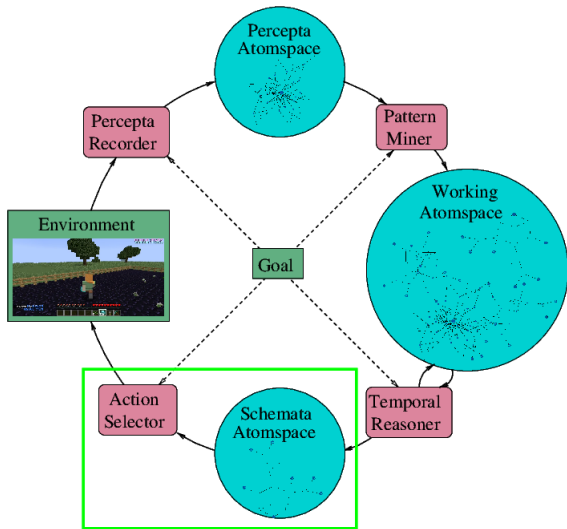 Percepta
Atomspace
Percepta
Recorder
Pattern
Miner
Environment
Working
Atomspace
Goal
Action
Selector
Schemata
Atomspace
Temporal
Reasoner